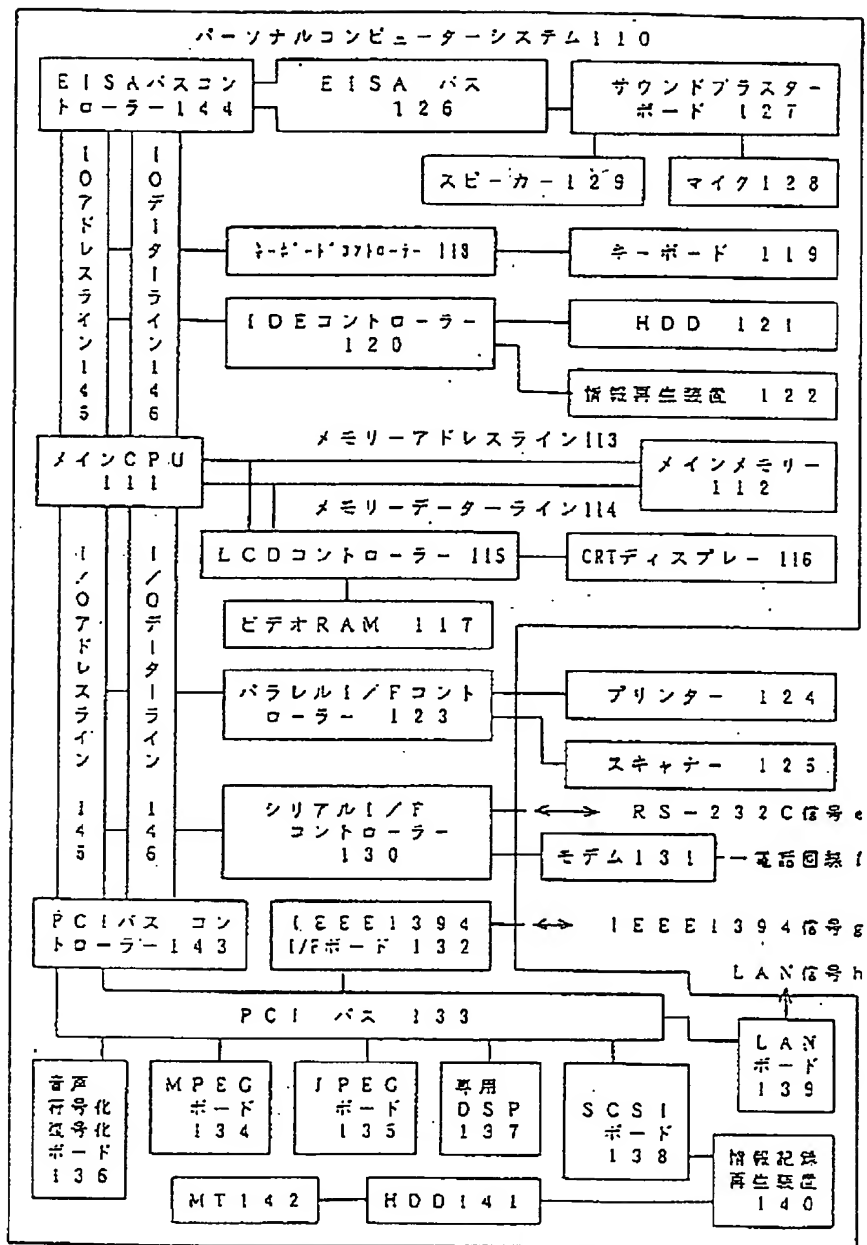 パーソナルコンピューターシステム110
EISAバスコン
トローラー144
EISA バス
126
サウンドブラスター
ボード 127
スピーカー129
マイク128
IOアドレスライン145
IOデーターライン146
キーボードコントローラー 118
キーボード 119
IDEコントローラー
120
HDD 121
情報再生装置 122
メインCPU
111
メモリーアドレスライン113
メインメモリー
112
メモリーデーターライン114
LCDコントローラー 115
CRTディスプレー 116
ビデオRAM 117
I/Oアドレスライン 145
I/Oデーターライン 146
パラレルI/Fコント
ローラー 123
プリンター 124
スキャナー 125
シリアルI/F
コントローラー
130
RS-232C信号e
モデム131
電話回線f
PCIバス コン
トローラー143
IEEE1394
I/Fボード 132
IEEE1394信号g
LAN信号h
PCI バス 133
LAN
ボード
139
音声
符号化
復号化
ボード
136
MPEG
ボード
134
JPEG
ボード
135
専用
DSP
137
SCSI
ボード
138
情報記録
再生装置
140
MT142
HDD141